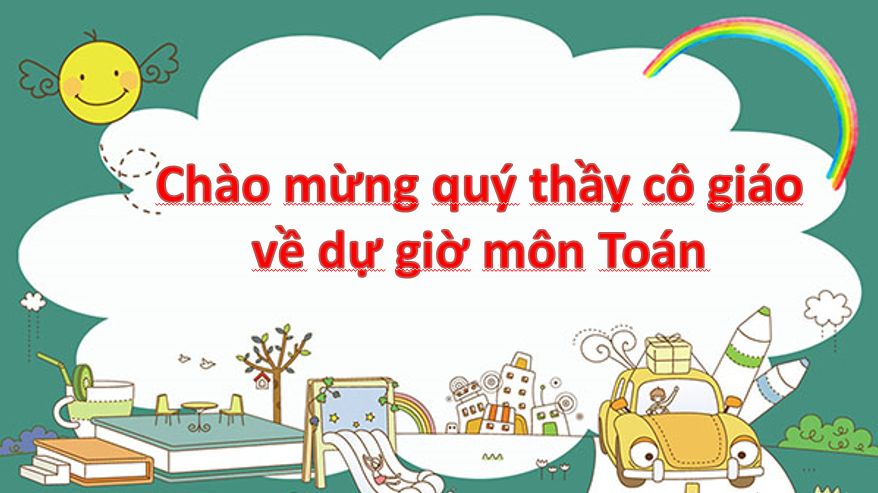 Chào mừng quý thầy cô giáo
về dự giờ môn Toán